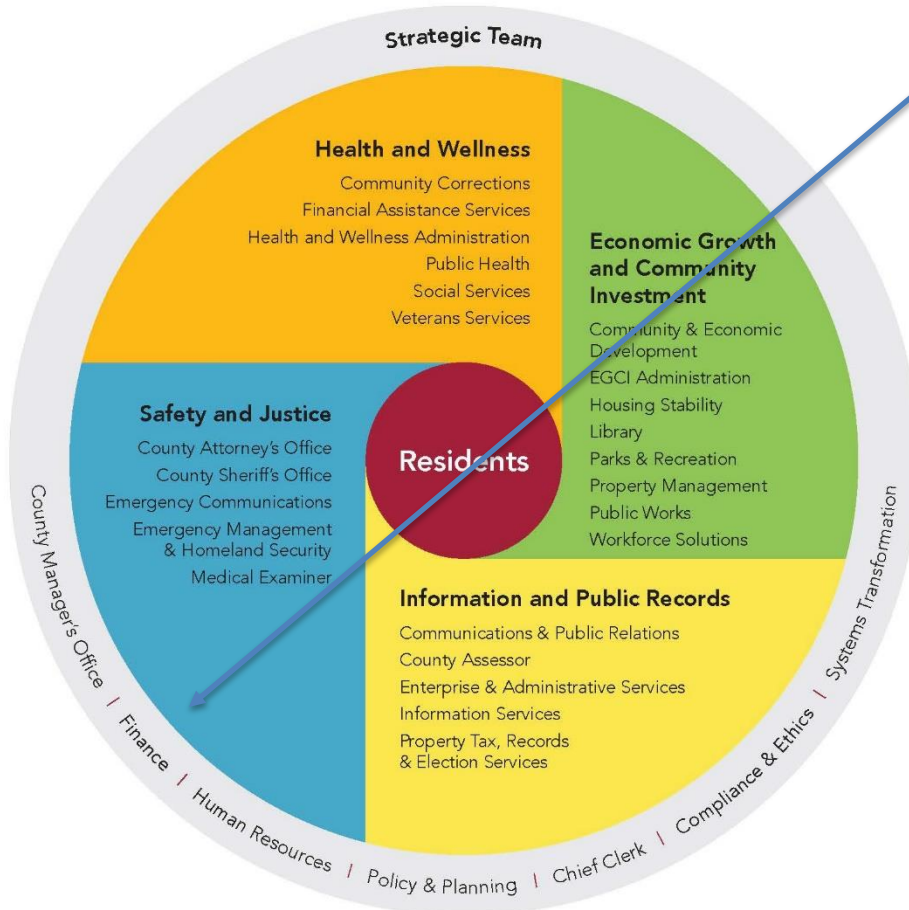 Strategic Team
Health and Wellness
Community Corrections
Financial Assistance Services
Health and Wellness Administration
Public Health
Social Services
Veterans Services
Economic Growth
and Community
Investment
Community & Economic
Development
EGCI Administration
Housing Stability
Library
Parks & Recreation
Property Management
Public Works
Workforce Solutions
Safety and Justice
County Attorney's Office
County Sheriff's Office
Emergency Communications
Emergency Management
& Homeland Security
Medical Examiner
Residents
Information and Public Records
Communications & Public Relations
County Assessor
Enterprise & Administrative Services
Information Services
Property Tax, Records
& Election Services
County Manager's Office | Finance | Human Resources | Policy & Planning | Chief Clerk | Compliance & Ethics | Systems Transformation